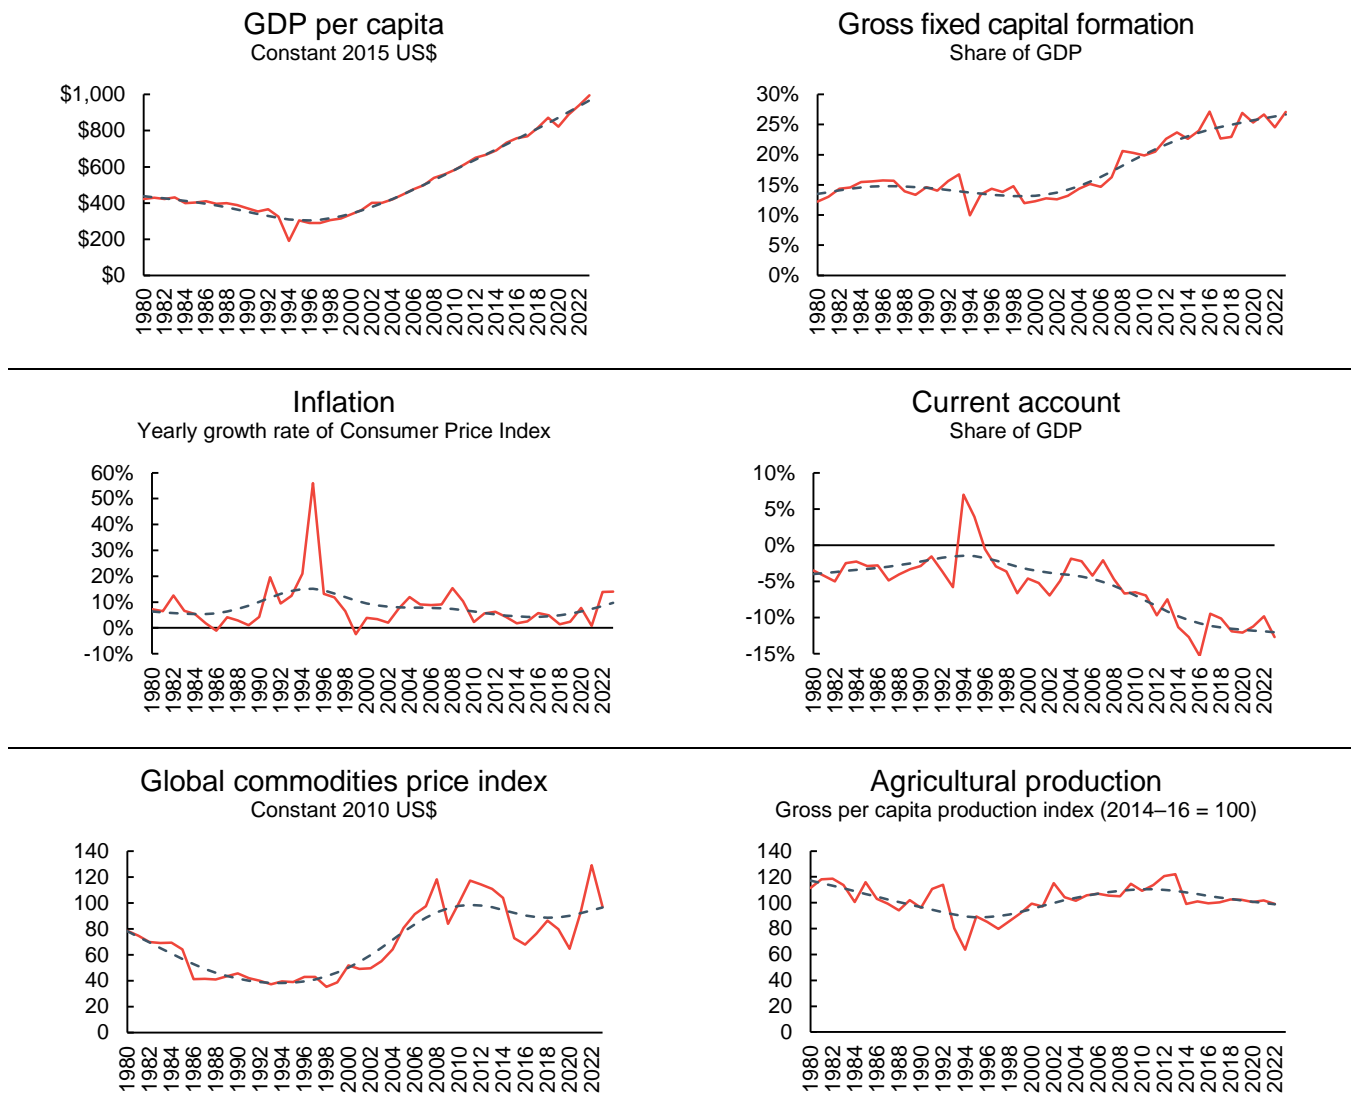 GDP per capita
Constant 2015 US$
$1,000
$800
$600
$400
$200
$0
1980 1982 1984 1986 1988 1990 1992 1994 1996 1998 2000 2002 2004 2006 2008 2010 2012 2014 2016 2018 2020 2022
Gross fixed capital formation
Share of GDP
30%
25%
20%
15%
10%
5%
0%
1980 1982 1984 1986 1988 1990 1992 1994 1996 1998 2000 2002 2004 2006 2008 2010 2012 2014 2016 2018 2020 2022
Inflation
Yearly growth rate of Consumer Price Index
60%
50%
40%
30%
20%
10%
0%
-10%
1980 1982 1984 1986 1988 1990 1992 1994 1996 1998 2000 2002 2004 2006 2008 2010 2012 2014 2016 2018 2020 2022
Current account
Share of GDP
10%
5%
0%
-5%
-10%
-15%
1980 1982 1984 1986 1988 1990 1992 1994 1996 1998 2000 2002 2004 2006 2008 2010 2012 2014 2016 2018 2020 2022
Global commodities price index
Constant 2010 US$
140
120
100
80
60
40
20
0
1980 1982 1984 1986 1988 1990 1992 1994 1996 1998 2000 2002 2004 2006 2008 2010 2012 2014 2016 2018 2020 2022
Agricultural production
Gross per capita production index (2014–16 = 100)
140
120
100
80
60
40
20
0
1980 1982 1984 1986 1988 1990 1992 1994 1996 1998 2000 2002 2004 2006 2008 2010 2012 2014 2016 2018 2020 2022